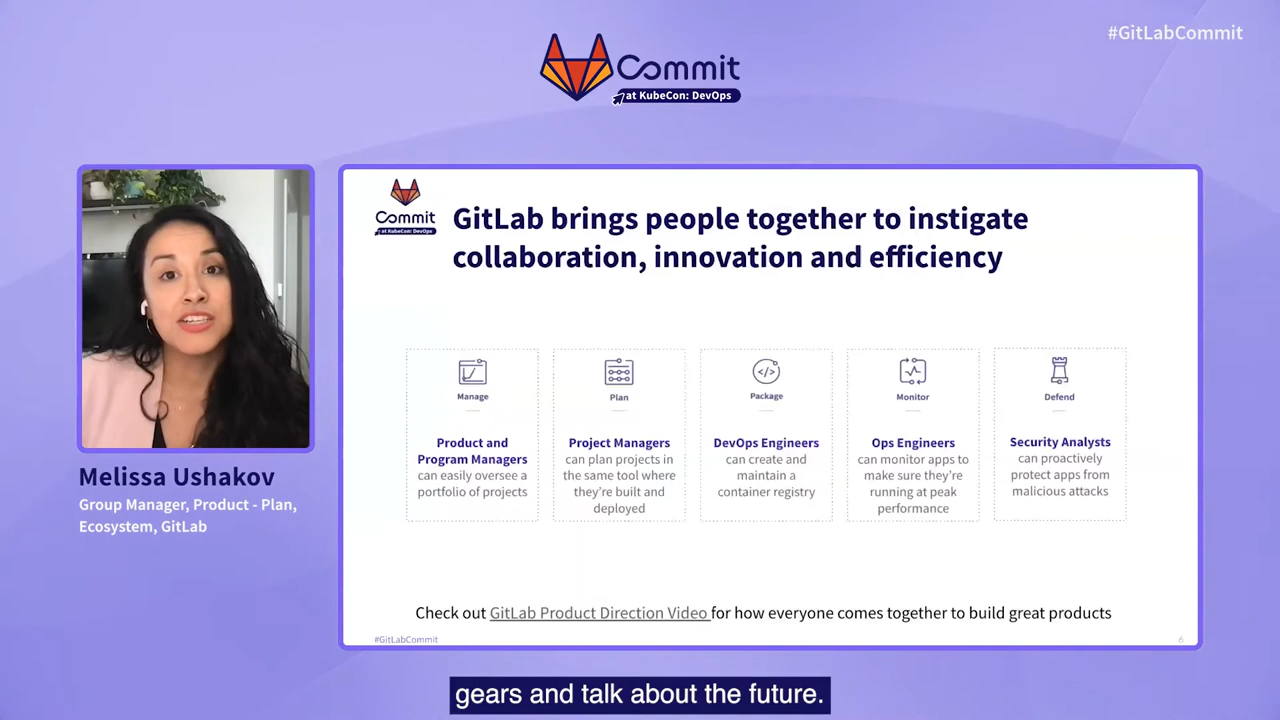 #GitLabCommit
Commit
at KubeCon: DevOps
Commit
at KubeCon: DevOps
GitLab brings people together to instigate
collaboration, innovation and efficiency
Manage
Product and
Program Managers
can easily oversee a
portfolio of projects
Plan
Project Managers
can plan projects in
the same tool where
they're built and
deployed
Package
DevOps Engineers
can create and
maintain a
container registry
Monitor
Ops Engineers
can monitor apps to
make sure they're
running at peak
performance
Defend
Security Analysts
can proactively
protect apps from
malicious attacks
Check out GitLab Product Direction Video for how everyone comes together to build great products
#GitLabCommit
6
Melissa Ushakov
Group Manager, Product - Plan,
Ecosystem, GitLab
gears and talk about the future.